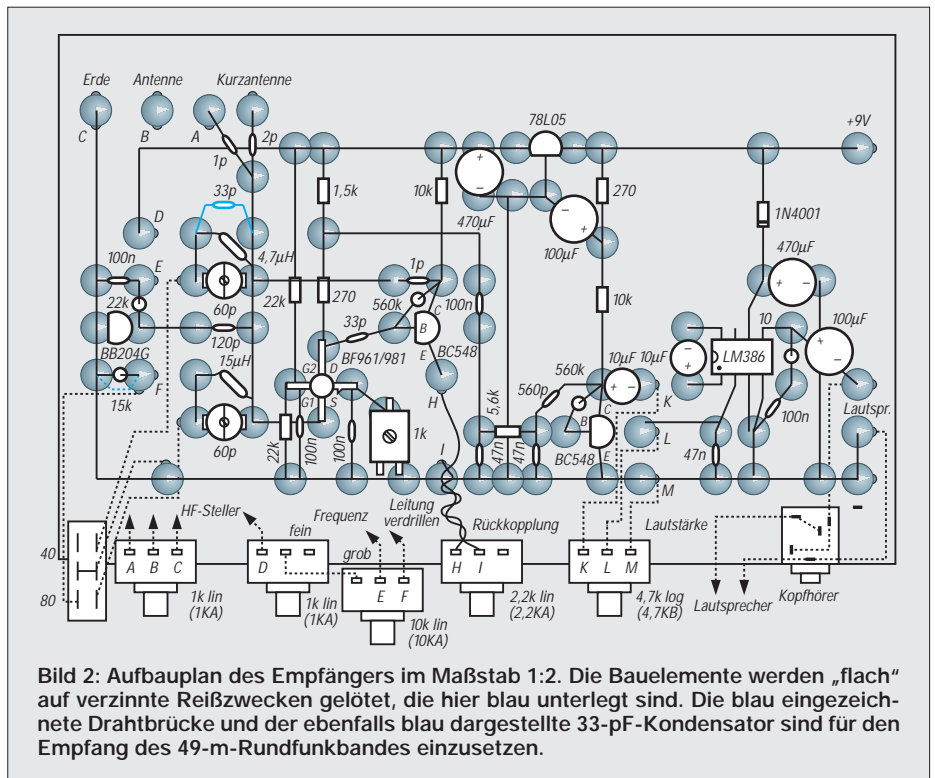 Erde Antenne Kurzantenne
C B A
2p
1p
78L05
+9V
33p
1,5k
10k
+
−
470µF
−
+
100µF
270
1N4001
D
4,7µH
470µF
+ −
100n
E
60p
22k
270
1p
560k
100n
10k
22k
BB204G
120p
33p
C
B
E
BC548
10
100µF
+ −
15µH
BF961/981
G2 D
G1 S
560k
10µF
10µF
+ −
−
+
LM386
15k
F
H
5,6k
560p
C
B
E
BC548
K
L
M
100n
Lautspr.
60p
22k
100n
100n
1k
I
47n
47n
47n
−
HF-Steller
fein
Frequenz
Leitung
verdrillen
Rückkopplung
Lautstärke
grob
40
80
A B C
D
E F
H I
K L M
Lautsprecher
Kopfhörer
1k lin
(1KA)
1k lin
(1KA)
10k lin
(10KA)
2,2k lin
(2,2KA)
4,7k log
(4,7KB)
Bild 2: Aufbauplan des Empfängers im Maßstab 1:2. Die Bauelemente werden „flach“
auf verzinnte Reißzwecken gelötet, die hier blau unterlegt sind. Die blau eingezeich-
nete Drahtbrücke und der ebenfalls blau dargestellte 33-pF-Kondensator sind für den
Empfang des 49-m-Rundfunkbandes einzusetzen.